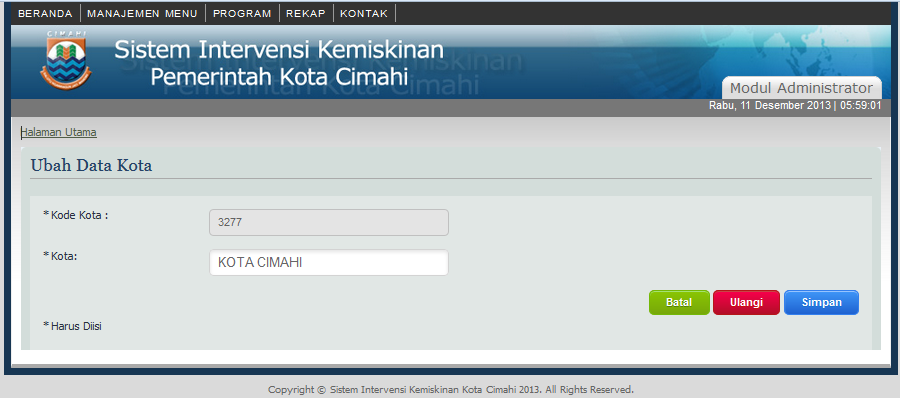 BERANDA MANAJEMEN MENU PROGRAM REKAP KONTAK
CIMAHI
Sistem Intervensi Kemiskinan
Pemerintah Kota Cimahi
Modul Administrator
Rabu, 11 Desember 2013 | 05:59:01
Halaman Utama
Ubah Data Kota
* Kode Kota : 3277
* Kota: KOTA CIMAHI
Batal Ulangi Simpan
* Harus Diisi
Copyright © Sistem Intervensi Kemiskinan Kota Cimahi 2013. All Rights Reserved.